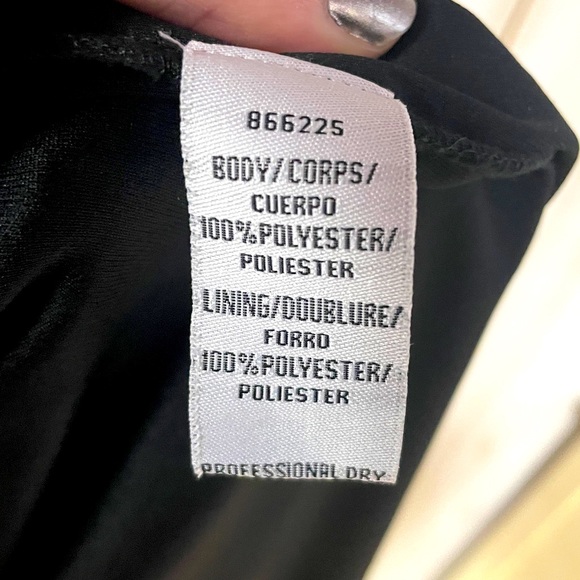 866225
BODY/CORPS/
CUERPO
100%POLYESTER/
POLIESTER
LINING/DOUBLURE/
FORRO
100%POLYESTER/
POLIESTER
PROFESSIONAL DRY